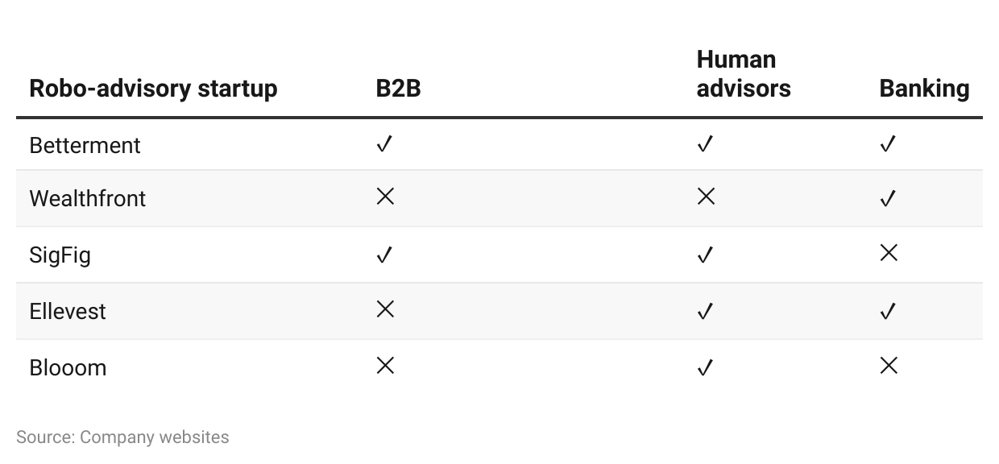 Robo-advisory startup B2B Human advisors Banking
Betterment ✓ ✓ ✓
Wealthfront ✕ ✕ ✓
SigFig ✓ ✓ ✕
Ellevest ✕ ✓ ✓
Blooom ✕ ✓ ✕
Source: Company websites